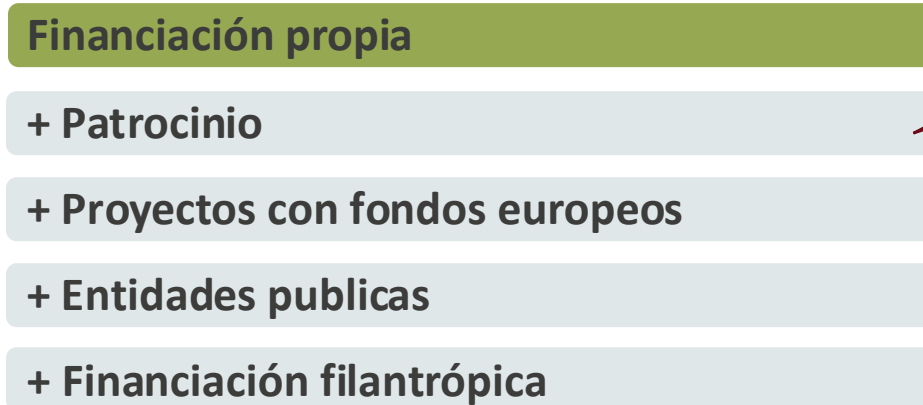 Financiación propia
+ Patrocinio
+ Proyectos con fondos europeos
+ Entidades publicas
+ Financiación filantrópica